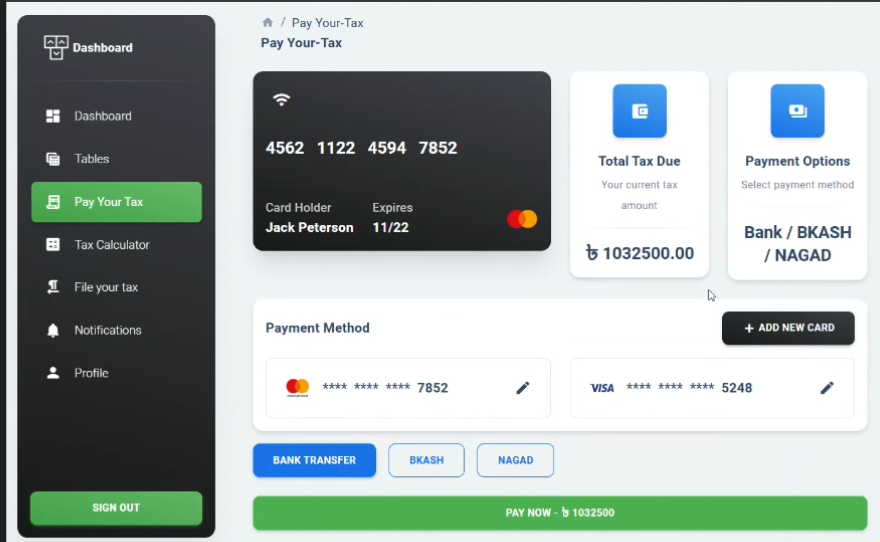 Dashboard
Dashboard
Tables
Pay Your Tax
Tax Calculator
File your tax
Notifications
Profile
SIGN OUT
/ Pay Your-Tax
Pay Your-Tax
4562 1122 4594 7852
Card Holder Expires
Jack Peterson 11/22
Total Tax Due
Your current tax
amount
৳ 1032500.00
Payment Options
Select payment method
Bank / BKASH
/ NAGAD
Payment Method
+ ADD NEW CARD
**** **** **** 7852
VISA **** **** **** 5248
BANK TRANSFER BKASH NAGAD
PAY NOW - ৳ 1032500